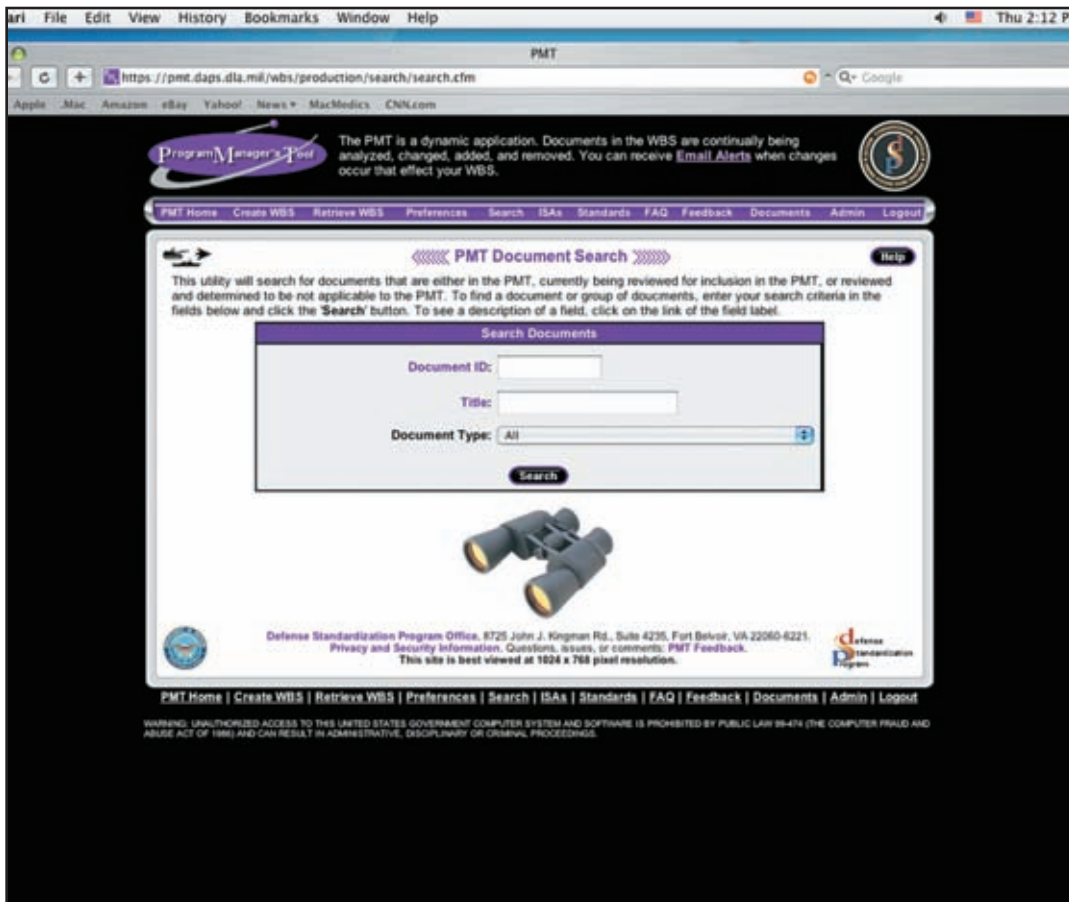 ari File Edit View History Bookmarks Window Help Thu 2:12 P
PMT
https://pmt.daps.dla.mil/wbs/production/search/search.cfm Google
Apple .Mac Amazon eBay Yahoo! News MacMedics CNN.com
Program Manager's Tool
The PMT is a dynamic application. Documents in the WBS are continually being
analyzed, changed, added, and removed. You can receive Email Alerts when changes
occur that effect your WBS.
PMT Home Create WBS Retrieve WBS Preferences Search ISAs Standards FAQ Feedback Documents Admin Logout
PMT Document Search
Help
This utility will search for documents that are either in the PMT, currently being reviewed for inclusion in the PMT, or reviewed
and determined to be not applicable to the PMT. To find a document or group of doucments, enter your search criteria in the
fields below and click the 'Search' button. To see a description of a field, click on the link of the field label.
Search Documents
Document ID:
Title:
Document Type: All
Search
Defense Standardization Program Office, 8725 John J. Kingman Rd., Suite 4235, Fort Belvoir, VA 22060-6221.
Privacy and Security Information. Questions, issues, or comments: PMT Feedback.
This site is best viewed at 1024 x 768 pixel resolution.
defense
Standardization
Program
PMT Home | Create WBS | Retrieve WBS | Preferences | Search | ISAs | Standards | FAQ | Feedback | Documents | Admin | Logout
WARNING: UNAUTHORIZED ACCESS TO THIS UNITED STATES GOVERNMENT COMPUTER SYSTEM AND SOFTWARE IS PROHIBITED BY PUBLIC LAW 99-474 (THE COMPUTER FRAUD AND
ABUSE ACT OF 1986) AND CAN RESULT IN ADMINISTRATIVE, DISCIPLINARY OR CRIMINAL PROCEEDINGS.